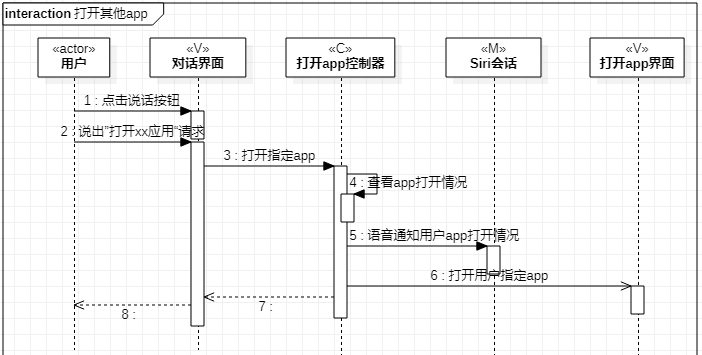 interaction 打开其他app
«actor»
用户
«V»
对话界面
«C»
打开app控制器
«M»
Siri会话
«V»
打开app界面
1 : 点击说话按钮
2 : 说出"打开xx应用“请求
3 : 打开指定app
4 : 查看app打开情况
5 : 语音通知用户app打开情况
6 : 打开用户指定app
7 :
8 :